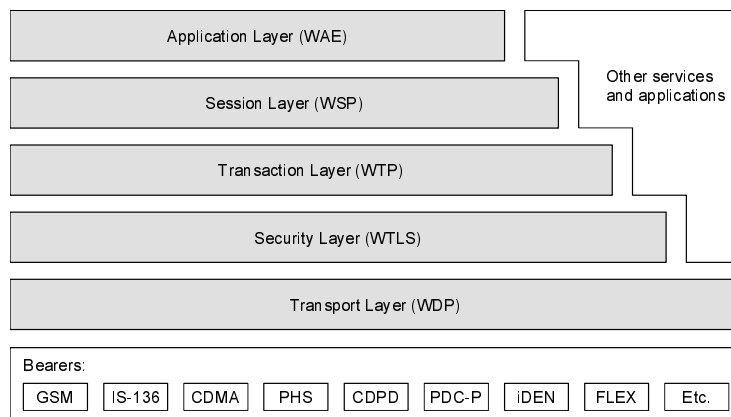 Application Layer (WAE)
Other services
and applications
Session Layer (WSP)
Transaction Layer (WTP)
Security Layer (WTLS)
Transport Layer (WDP)
Bearers:
GSM IS-136 CDMA PHS CDPD PDC-P iDEN FLEX Etc.